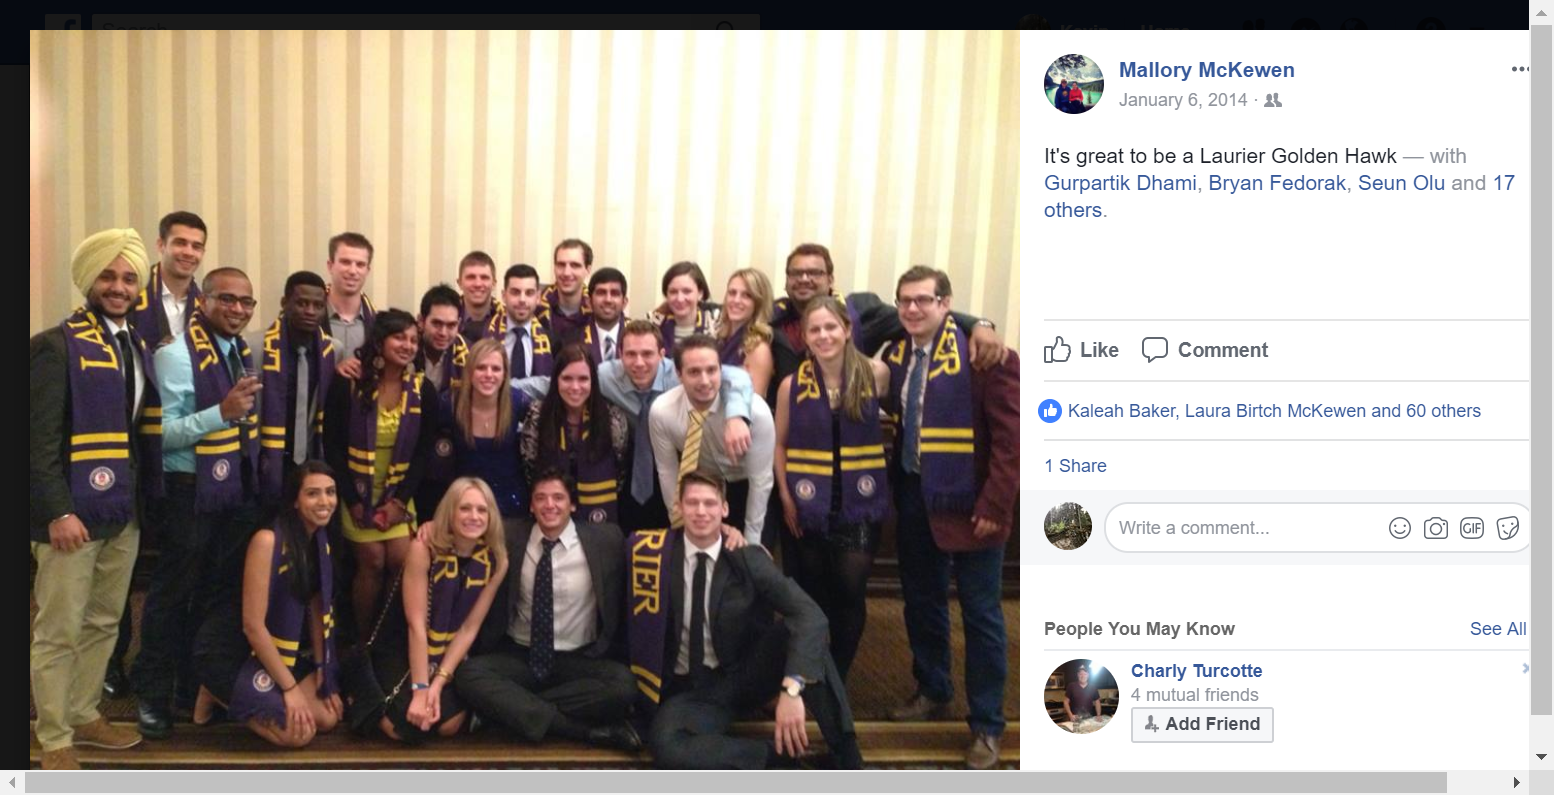 Search
Mallory McKewen
January 6, 2014 ·
It's great to be a Laurier Golden Hawk — with
Gurpartik Dhami, Bryan Fedorak, Seun Olu and 17
others.
Like Comment
Kaleah Baker, Laura Birtch McKewen and 60 others
1 Share
Write a comment...
GIF
People You May Know See All
Charly Turcotte
4 mutual friends
Add Friend
LAU
RIER